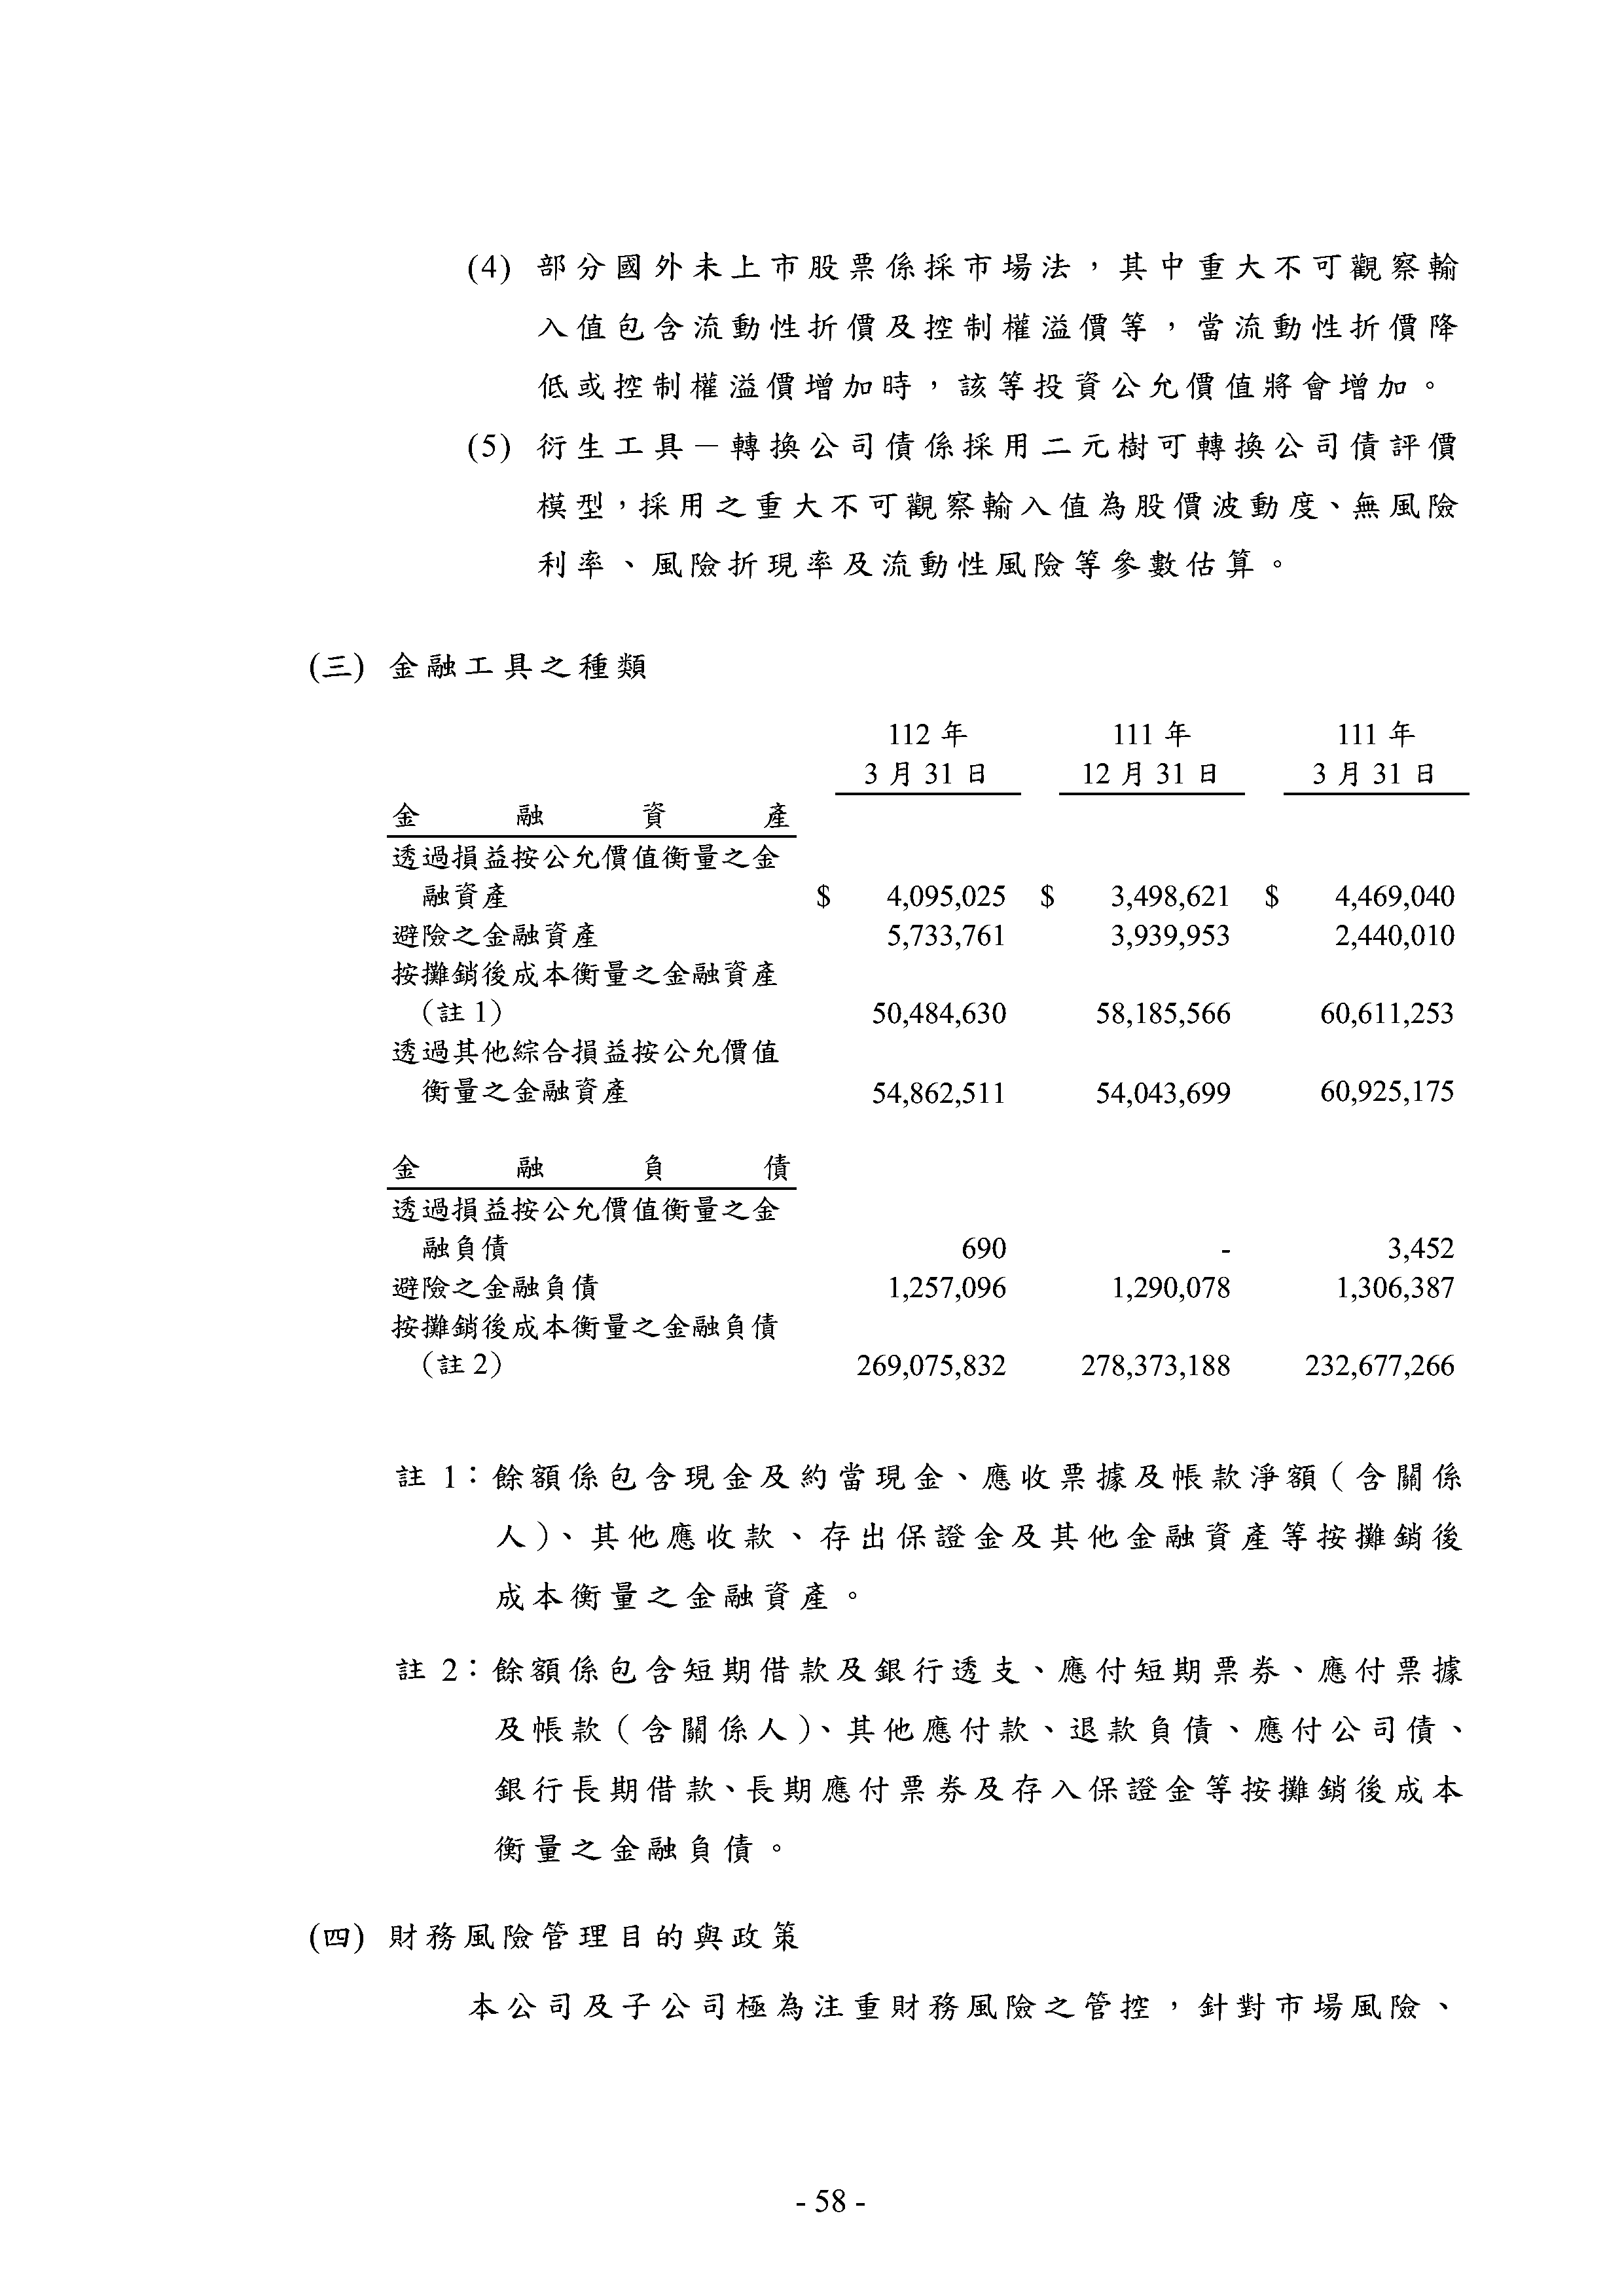 (4) 部分國外未上市股票係採市場法，其中重大不可觀察輸
入值包含流動性折價及控制權溢價等，當流動性折價降
低或控制權溢價增加時，該等投資公允價值將會增加。
(5) 衍生工具－轉換公司債係採用二元樹可轉換公司債評價
模型，採用之重大不可觀察輸入值為股價波動度、無風險
利率、風險折現率及流動性風險等參數估算。
(三) 金融工具之種類
112 年 111 年 111 年
3 月 31 日 12 月 31 日 3 月 31 日
金融資產
透過損益按公允價值衡量之金
融資產 $ 4,095,025 $ 3,498,621 $ 4,469,040
避險之金融資產 5,733,761 3,939,953 2,440,010
按攤銷後成本衡量之金融資產
（註 1） 50,484,630 58,185,566 60,611,253
透過其他綜合損益按公允價值
衡量之金融資產 54,862,511 54,043,699 60,925,175
金融負債
透過損益按公允價值衡量之金
融負債 690 - 3,452
避險之金融負債 1,257,096 1,290,078 1,306,387
按攤銷後成本衡量之金融負債
（註 2） 269,075,832 278,373,188 232,677,266
註 1：餘額係包含現金及約當現金、應收票據及帳款淨額（含關係
人）、其他應收款、存出保證金及其他金融資產等按攤銷後
成本衡量之金融資產。
註 2：餘額係包含短期借款及銀行透支、應付短期票券、應付票據
及帳款（含關係人）、其他應付款、退款負債、應付公司債、
銀行長期借款、長期應付票券及存入保證金等按攤銷後成本
衡量之金融負債。
(四) 財務風險管理目的與政策
本公司及子公司極為注重財務風險之管控，針對市場風險、
- 58 -